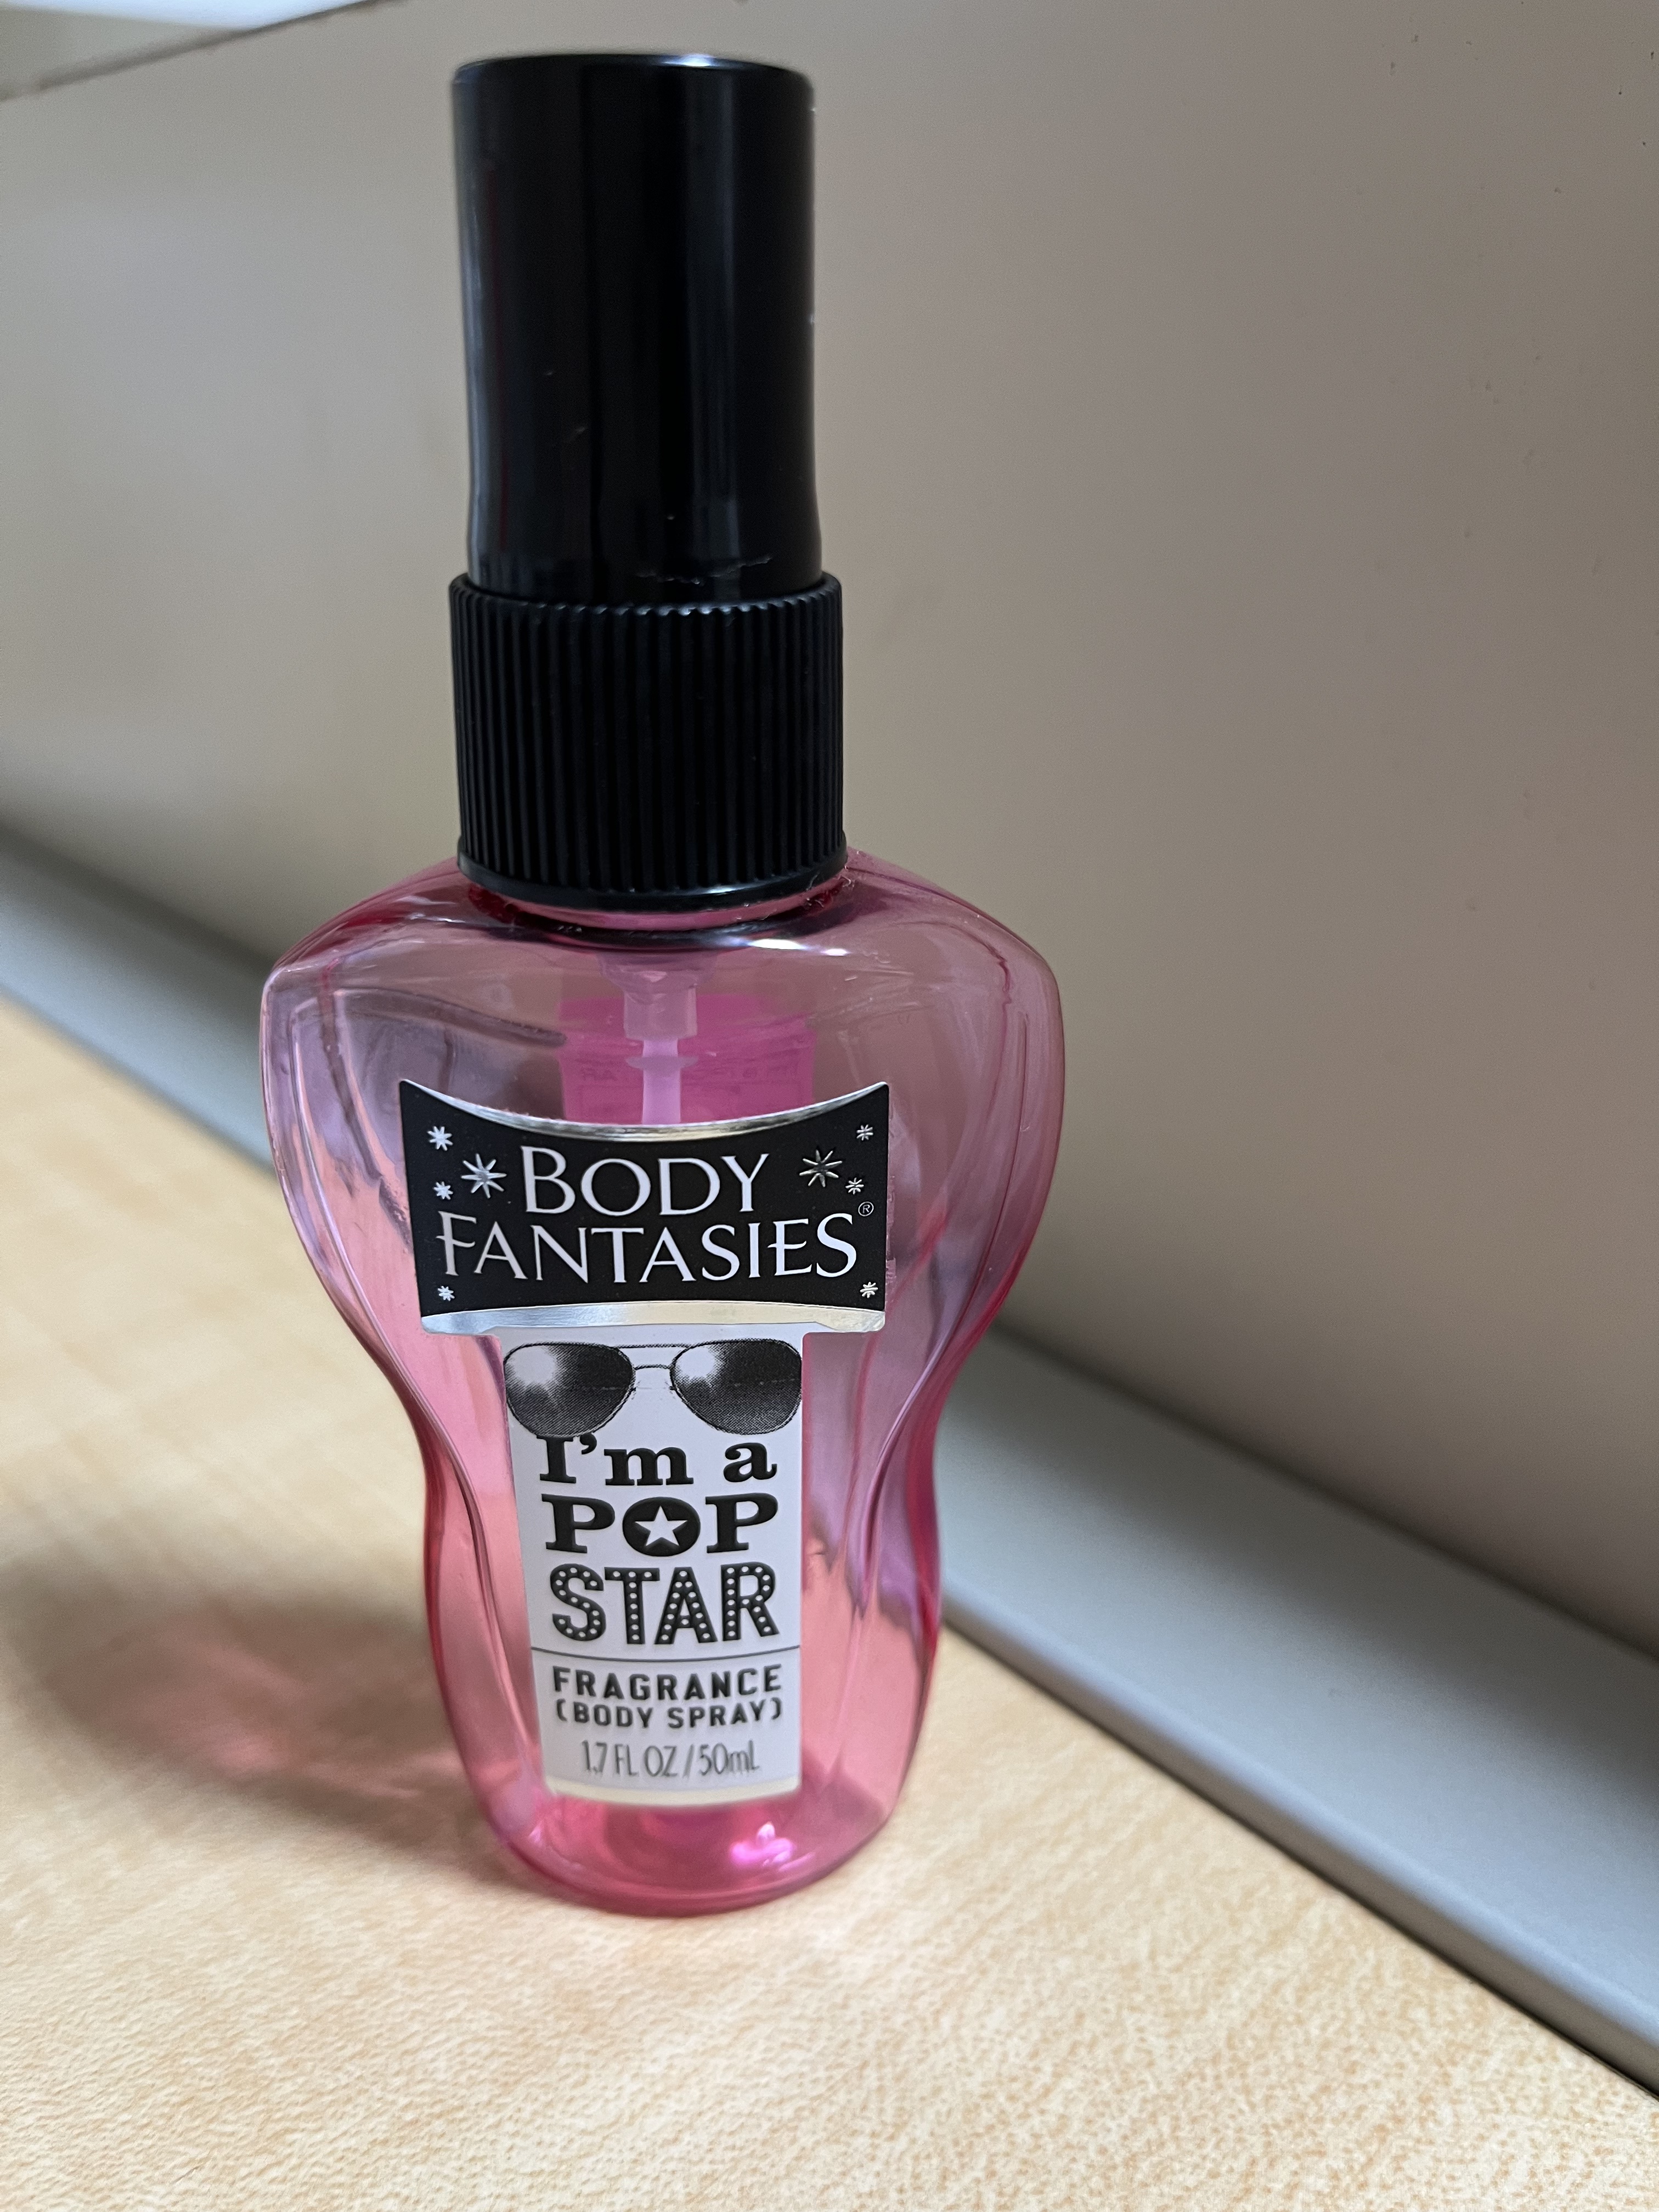 BODY
FANTASIES®
I'm a
POP
STAR
FRAGRANCE
(BODY SPRAY)
1.7 FL OZ / 50mL